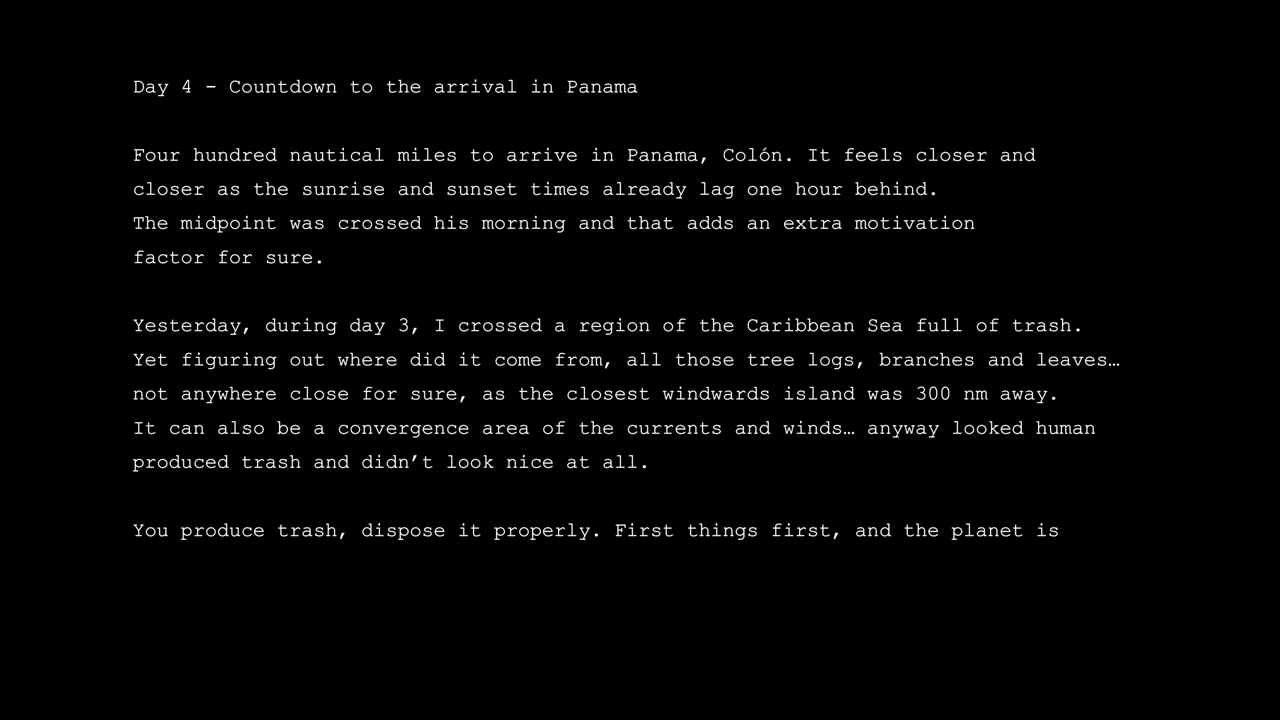 Day 4 - Countdown to the arrival in Panama
Four hundred nautical miles to arrive in Panama, Colón. It feels closer and
closer as the sunrise and sunset times already lag one hour behind.
The midpoint was crossed his morning and that adds an extra motivation
factor for sure.
Yesterday, during day 3, I crossed a region of the Caribbean Sea full of trash.
Yet figuring out where did it come from, all those tree logs, branches and leaves…
not anywhere close for sure, as the closest windwards island was 300 nm away.
It can also be a convergence area of the currents and winds… anyway looked human
produced trash and didn’t look nice at all.
You produce trash, dispose it properly. First things first, and the planet is